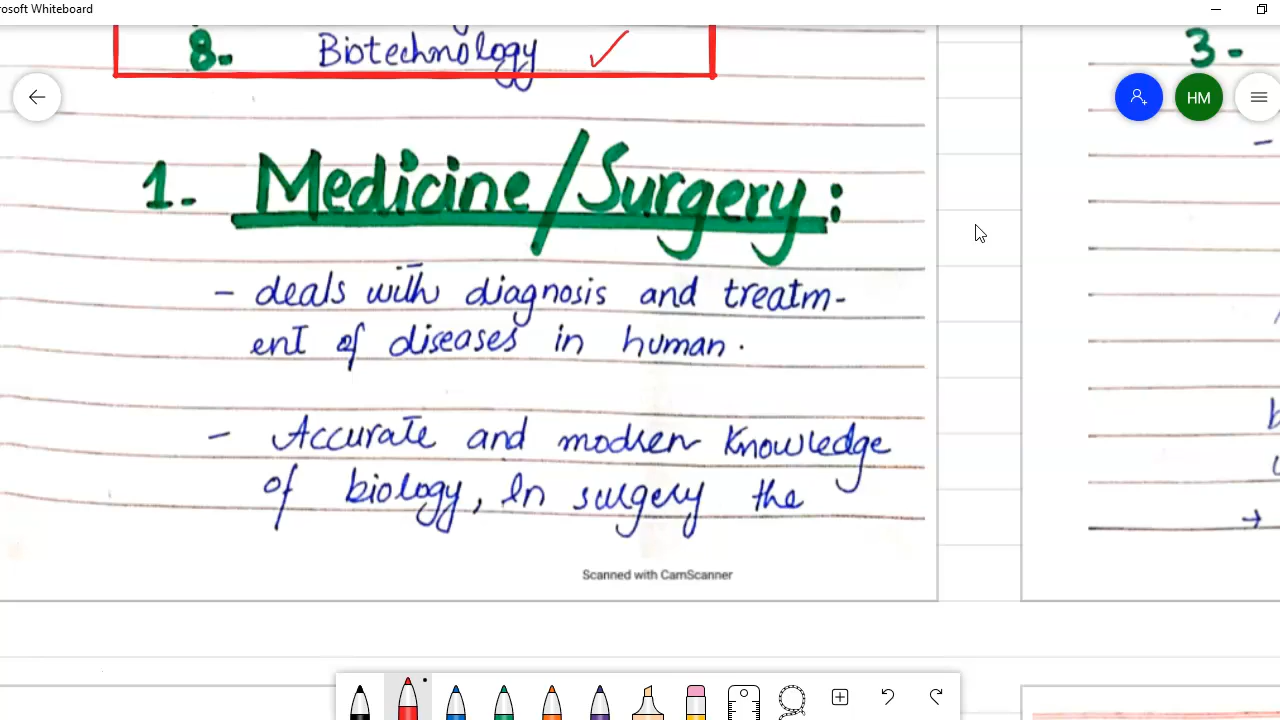 rosoft Whiteboard
8. Biotechnology
3-
HM
1. Medicine/Surgery:
- deals with diagnosis and treatm-
ent of diseases in human.
- Accurate and modren knowledge
of biology, In surgery the
Scanned with CamScanner